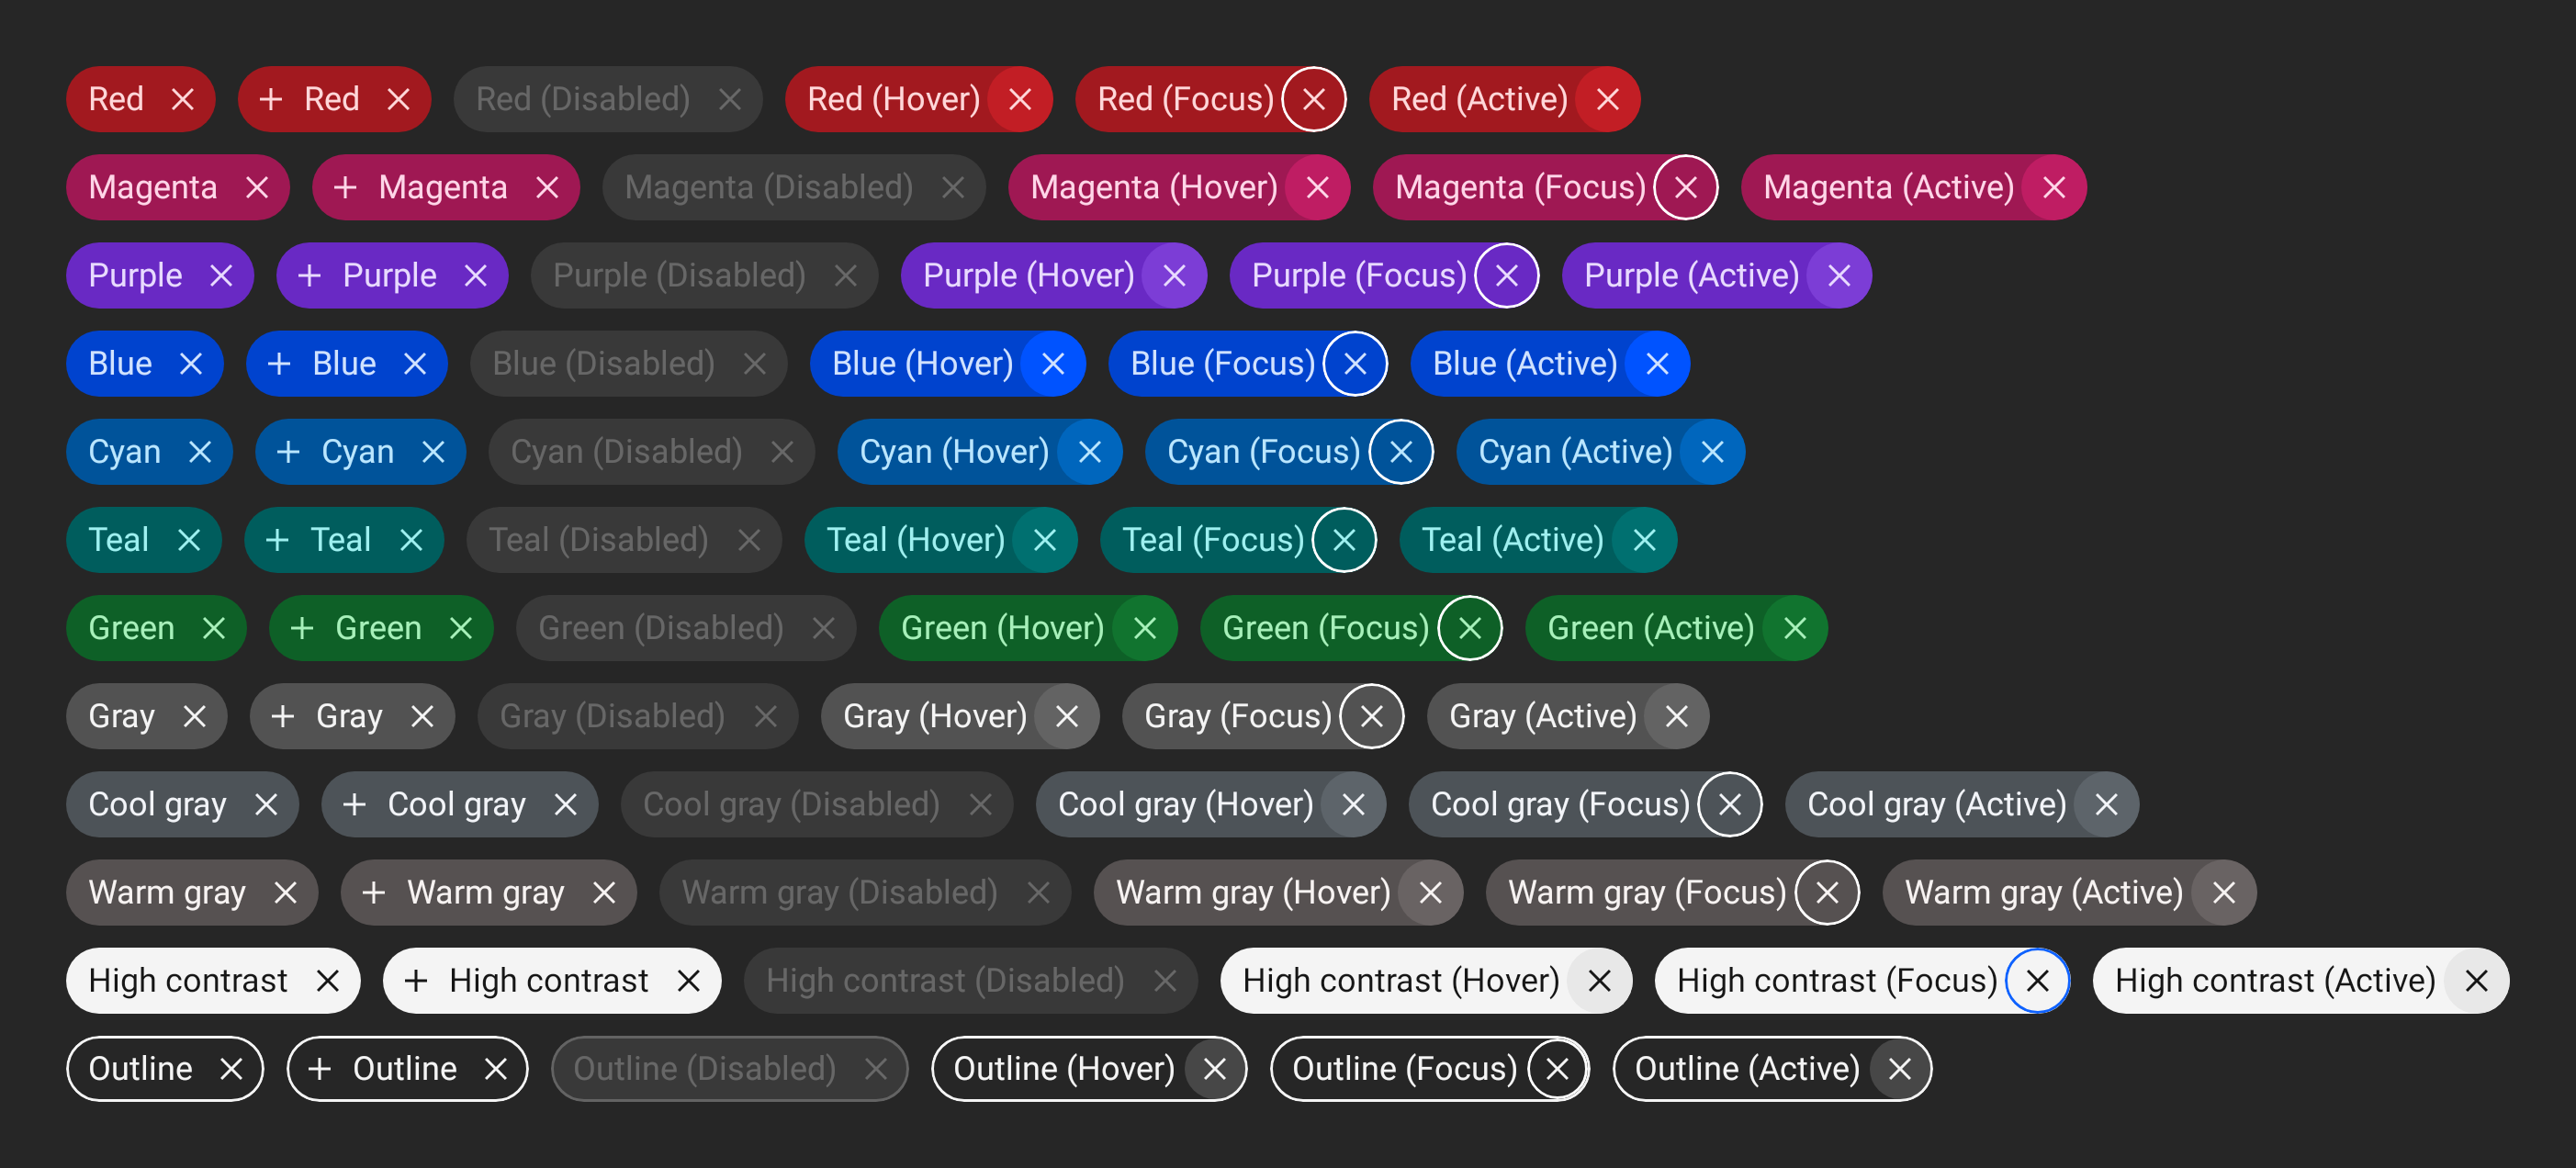 Red + Red Red (Disabled) Red (Hover) Red (Focus) Red (Active)
Magenta + Magenta Magenta (Disabled) Magenta (Hover) Magenta (Focus) Magenta (Active)
Purple + Purple Purple (Disabled) Purple (Hover) Purple (Focus) Purple (Active)
Blue + Blue Blue (Disabled) Blue (Hover) Blue (Focus) Blue (Active)
Cyan + Cyan Cyan (Disabled) Cyan (Hover) Cyan (Focus) Cyan (Active)
Teal + Teal Teal (Disabled) Teal (Hover) Teal (Focus) Teal (Active)
Green + Green Green (Disabled) Green (Hover) Green (Focus) Green (Active)
Gray + Gray Gray (Disabled) Gray (Hover) Gray (Focus) Gray (Active)
Cool gray + Cool gray Cool gray (Disabled) Cool gray (Hover) Cool gray (Focus) Cool gray (Active)
Warm gray + Warm gray Warm gray (Disabled) Warm gray (Hover) Warm gray (Focus) Warm gray (Active)
High contrast + High contrast High contrast (Disabled) High contrast (Hover) High contrast (Focus) High contrast (Active)
Outline + Outline Outline (Disabled) Outline (Hover) Outline (Focus) Outline (Active)